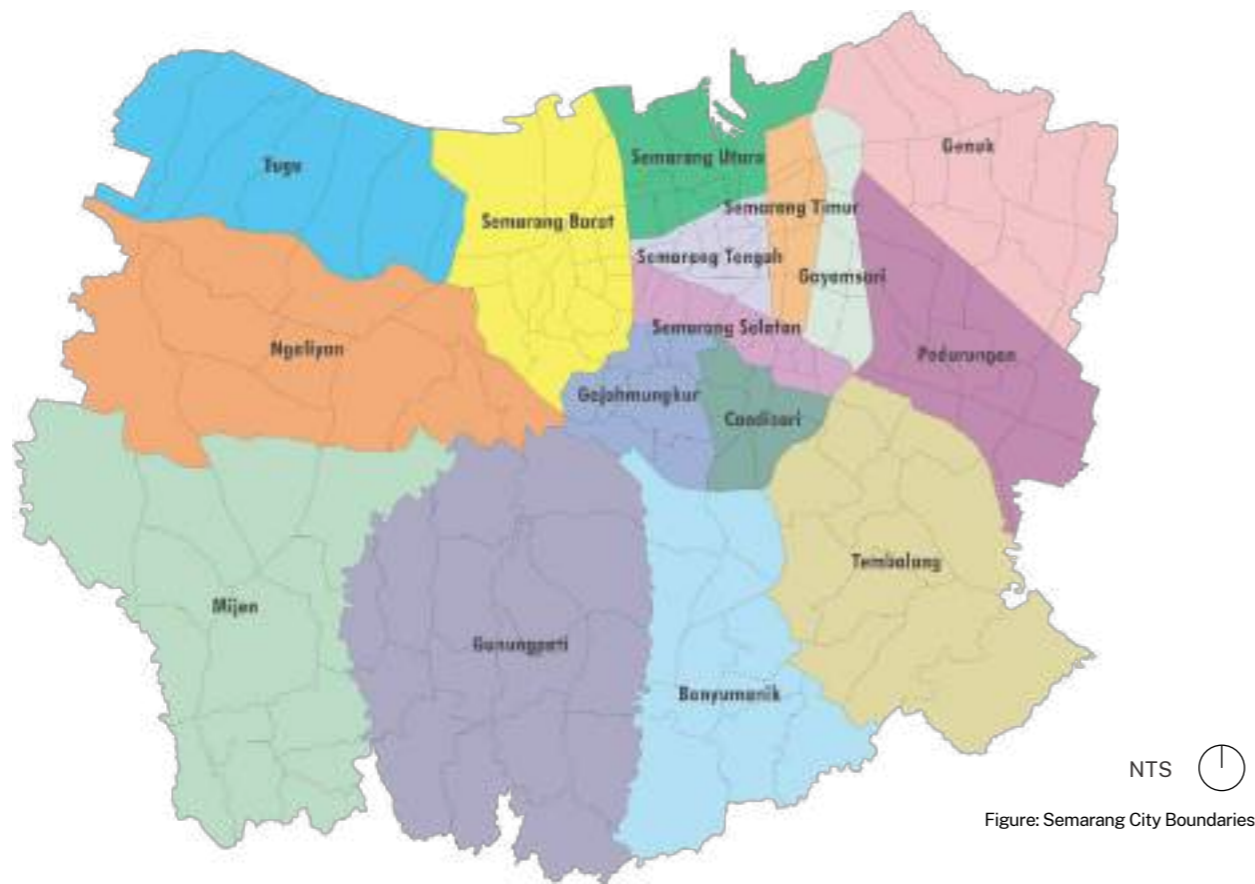 Genuk
Tugu
Semarang Utara
Semarang Timur
Semarang Barat
Semarang Tengah
Gayamsari
Semarang Selatan
Ngaliyan
Pedurungan
Gajahmungkur
Candisari
Tembalang
Mijen
Gunungpati
Banyumanik
NTS
Figure: Semarang City Boundaries